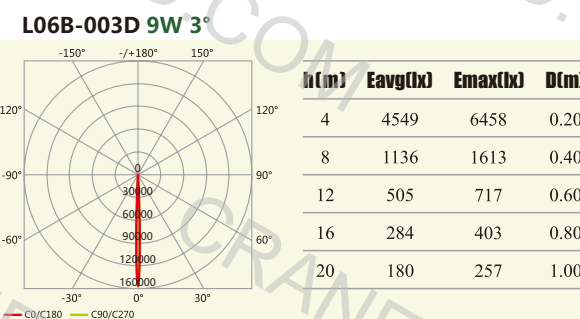 L06B-003D 9W 3°
-150° -/+180° 150°
120° 120°
-90° 90°
-60° 60°
0
30000
60000
90000
120000
160000
-30° 0° 30°
C0/C180 C90/C270
h(m) Eavg(lx) Emax(lx) D(m)
4 4549 6458 0.20
8 1136 1613 0.40
12 505 717 0.60
16 284 403 0.80
20 180 257 1.00
.COM
CRANE